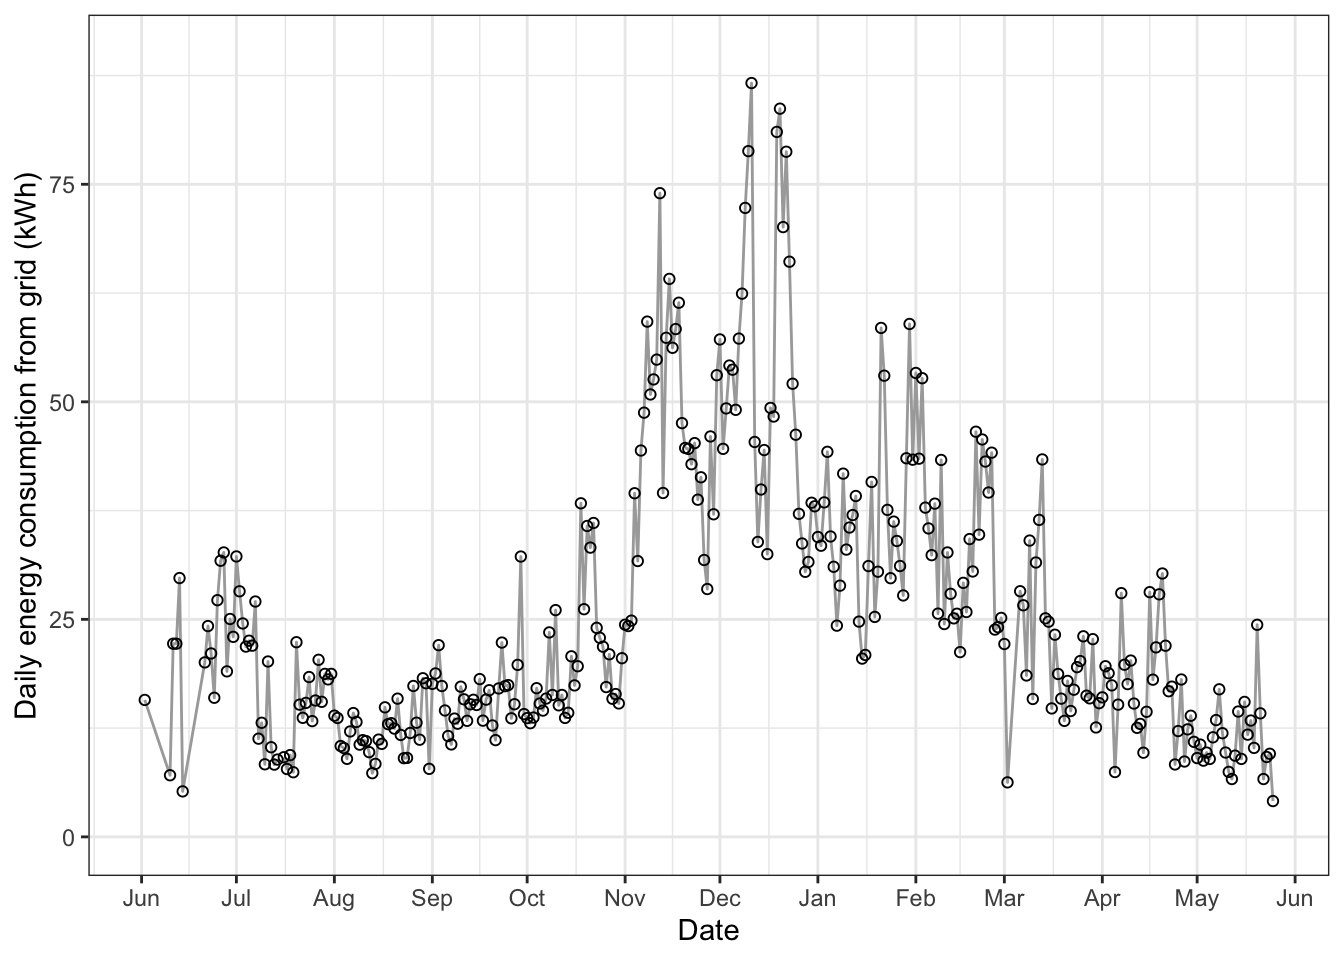 Daily energy consumption from grid (kWh)
75
50
25
0
Jun Jul Aug Sep Oct Nov Dec Jan Feb Mar Apr May Jun
Date